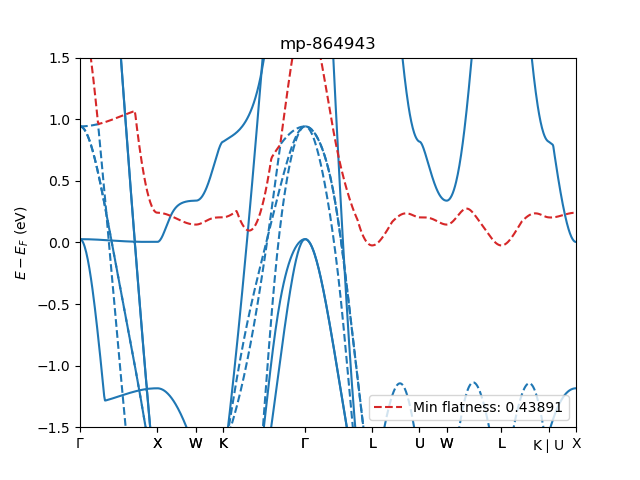 mp-864943
1.5
1.0
0.5
0.0
−0.5
−1.0
−1.5
E − E_F (eV)
Min flatness: 0.43891
Γ X W K Γ L U W L K | U X